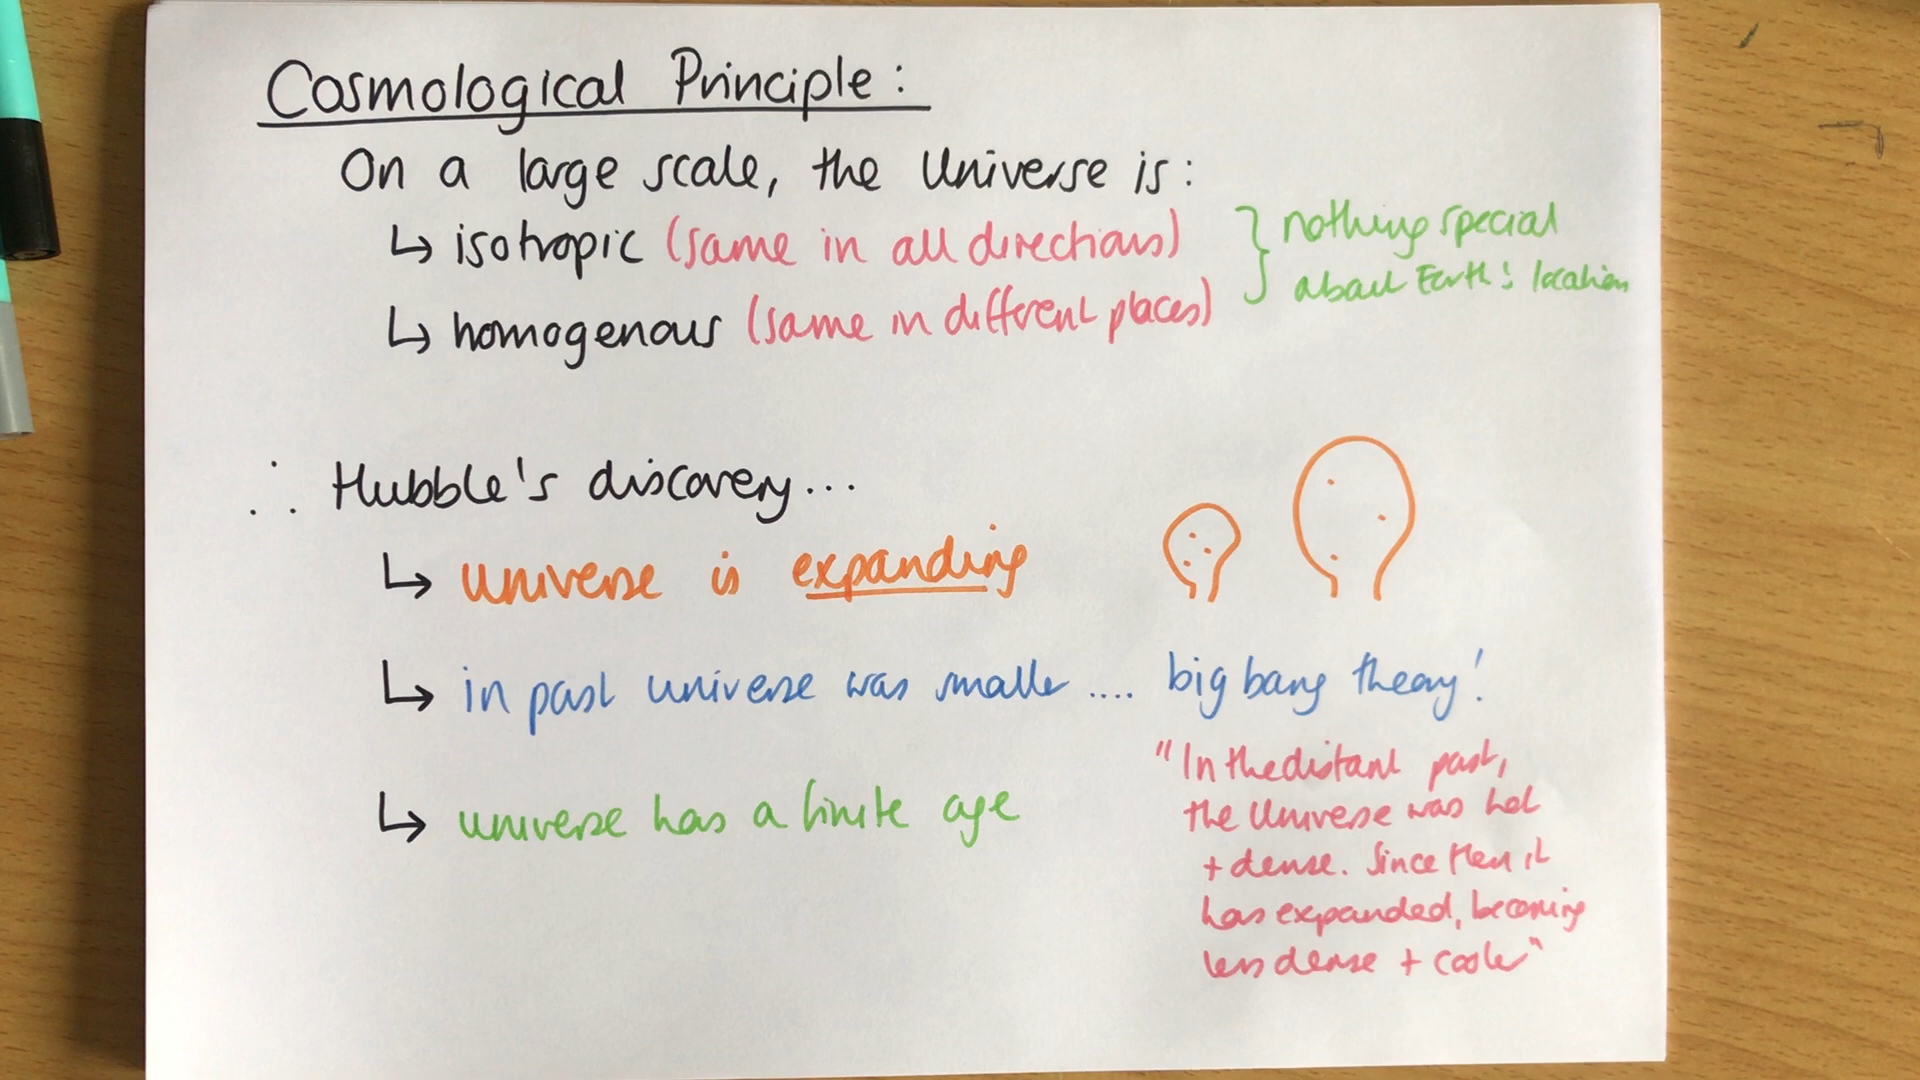 Cosmological Principle:
On a large scale, the Universe is:
↳ isotropic (same in all directions)
↳ homogenous (same in different places)
} nothing special
about Earth's location
∴ Hubble's discovery...
↳ universe is expanding
↳ in past universe was smaller .... big bang theory!
↳ universe has a finite age
"In the distant past,
the Universe was hot
+ dense. Since then it
has expanded, becoming
less dense + cooler"